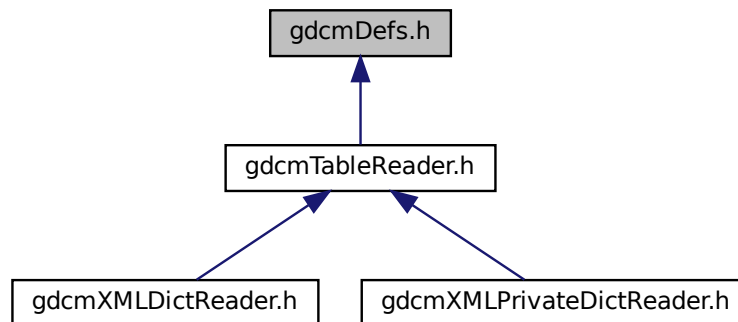 gdcmDefs.h
gdcmTableReader.h
gdcmXMLDictReader.h
gdcmXMLPrivateDictReader.h